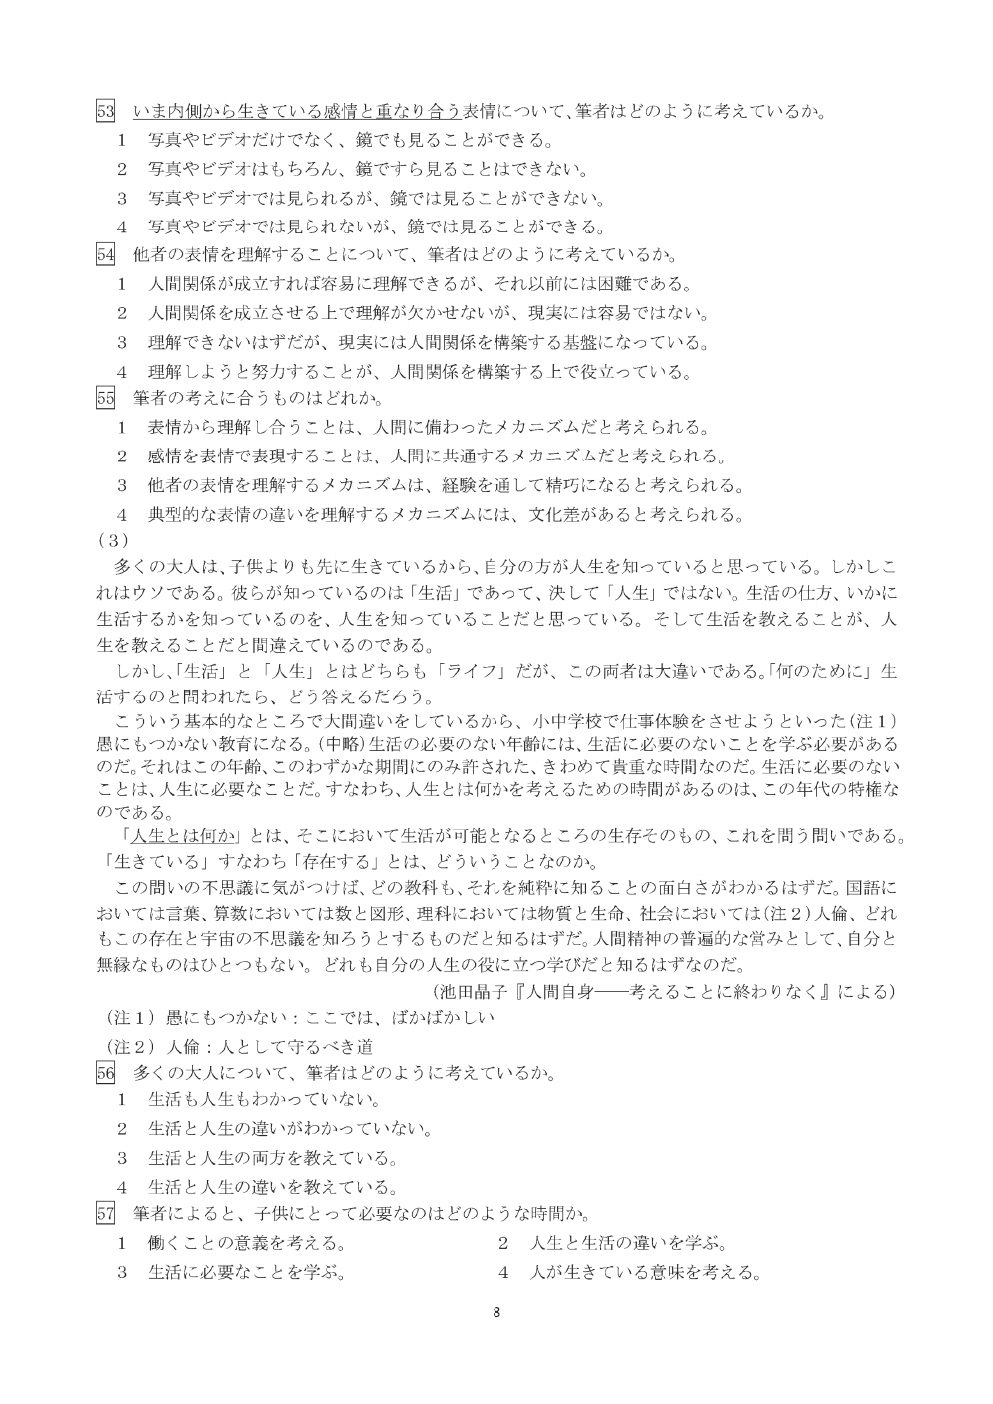 53 いま内側から生きている感情と重なり合う表情について、筆者はどのように考えているか。
1 写真やビデオだけでなく、鏡でも見ることができる。
2 写真やビデオはもちろん、鏡ですら見ることはできない。
3 写真やビデオでは見られるが、鏡では見ることができない。
4 写真やビデオでは見られないが、鏡では見ることができる。
54 他者の表情を理解することについて、筆者はどのように考えているか。
1 人間関係が成立すれば容易に理解できるが、それ以前には困難である。
2 人間関係を成立させる上で理解が欠かせないが、現実には容易ではない。
3 理解できないはずだが、現実には人間関係を構築する基盤になっている。
4 理解しようと努力することが、人間関係を構築する上で役立っている。
55 筆者の考えに合うものはどれか。
1 表情から理解し合うことは、人間に備わったメカニズムだと考えられる。
2 感情を表情で表現することは、人間に共通するメカニズムだと考えられる。
3 他者の表情を理解するメカニズムは、経験を通して精巧になると考えられる。
4 典型的な表情の違いを理解するメカニズムには、文化差があると考えられる。
（３）
多くの大人は、子供よりも先に生きているから、自分の方が人生を知っていると思っている。しかしこ
れはウソである。彼らが知っているのは「生活」であって、決して「人生」ではない。生活の仕方、いかに
生活するかを知っているのを、人生を知っていることだと思っている。そして生活を教えることが、人
生を教えることだと間違えているのである。
しかし、「生活」と「人生」とはどちらも「ライフ」だが、この両者は大違いである。「何のために」生
活するのと問われたら、どう答えるだろう。
こういう基本的なところで大間違いをしているから、小中学校で仕事体験をさせようといった（注１）
愚にもつかない教育になる。（中略）生活の必要のない年齢には、生活に必要のないことを学ぶ必要がある
のだ。それはこの年齢、このわずかな期間にのみ許された、きわめて貴重な時間なのだ。生活に必要のない
ことは、人生に必要なことだ。すなわち、人生とは何かを考えるための時間があるのは、この年代の特権な
のである。
「人生とは何か」とは、そこにおいて生活が可能となるところの生存そのもの、これを問う問いである。
「生きている」すなわち「存在する」とは、どういうことなのか。
この問いの不思議に気がつけば、どの教科も、それを純粋に知ることの面白さがわかるはずだ。国語に
おいては言葉、算数においては数と図形、理科においては物質と生命、社会においては（注２）人倫、どれ
もこの存在と宇宙の不思議を知ろうとするものだと知るはずだ。人間精神の普遍的な営みとして、自分と
無縁なものはひとつもない。どれも自分の人生の役に立つ学びだと知るはずなのだ。
（池田晶子『人間自身――考えることに終わりなく』による）
（注１）愚にもつかない：ここでは、ばかばかしい
（注２）人倫：人として守るべき道
56 多くの大人について、筆者はどのように考えているか。
1 生活も人生もわかっていない。
2 生活と人生の違いがわかっていない。
3 生活と人生の両方を教えている。
4 生活と人生の違いを教えている。
57 筆者によると、子供にとって必要なのはどのような時間か。
1 働くことの意義を考える。 2 人生と生活の違いを学ぶ。
3 生活に必要なことを学ぶ。 4 人が生きている意味を考える。
8